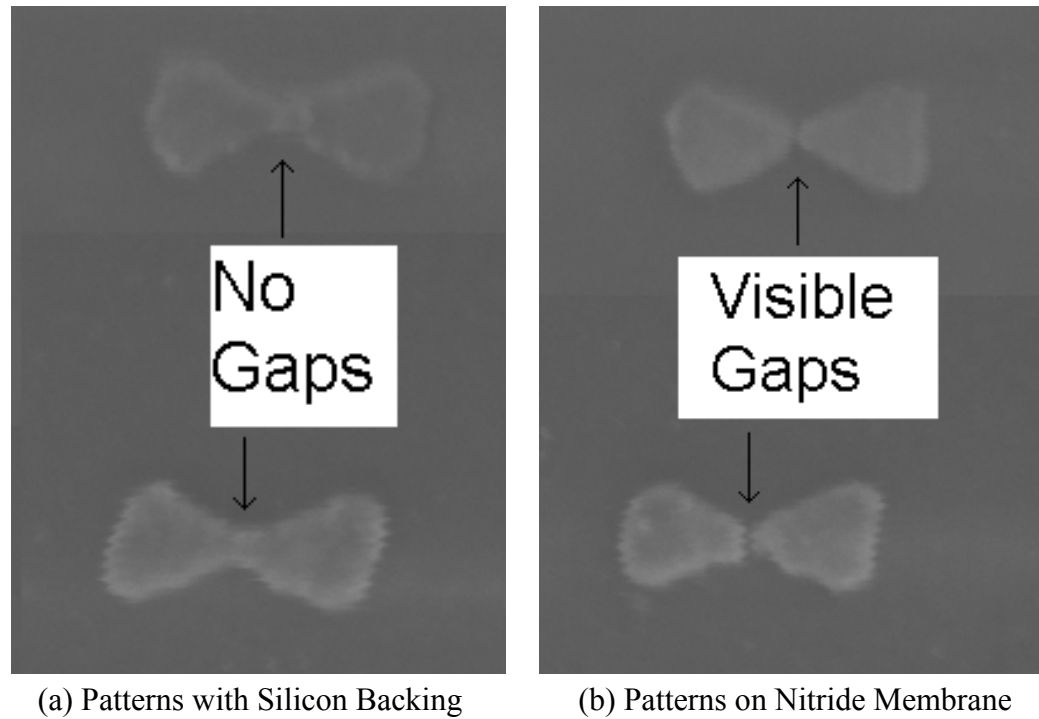 No
Gaps
Visible
Gaps
(a) Patterns with Silicon Backing
(b) Patterns on Nitride Membrane